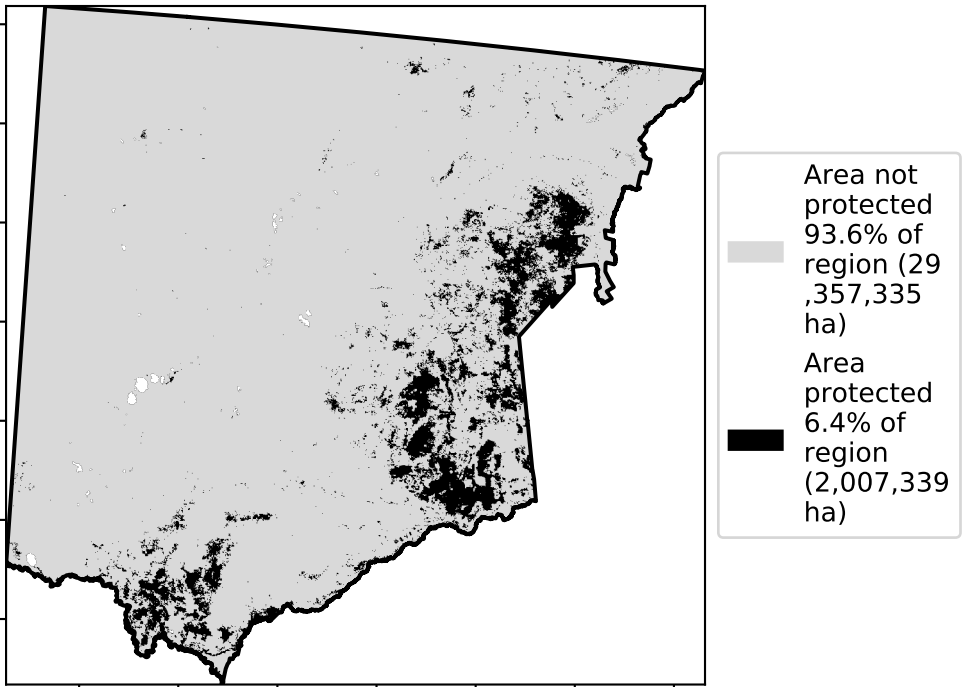 Area not
protected
93.6% of
region (29
,357,335
ha)
Area
protected
6.4% of
region
(2,007,339
ha)